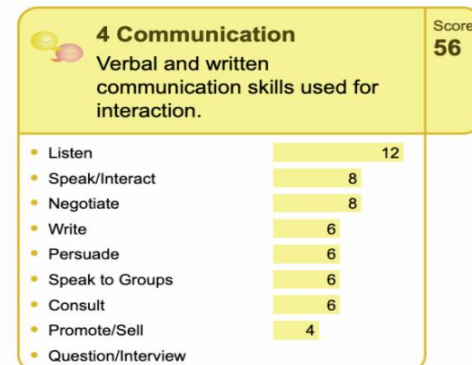 4 Communication
Verbal and written
communication skills used for
interaction.
Score
56
Listen 12
Speak/Interact 8
Negotiate 8
Write 6
Persuade 6
Speak to Groups 6
Consult 6
Promote/Sell 4
Question/Interview